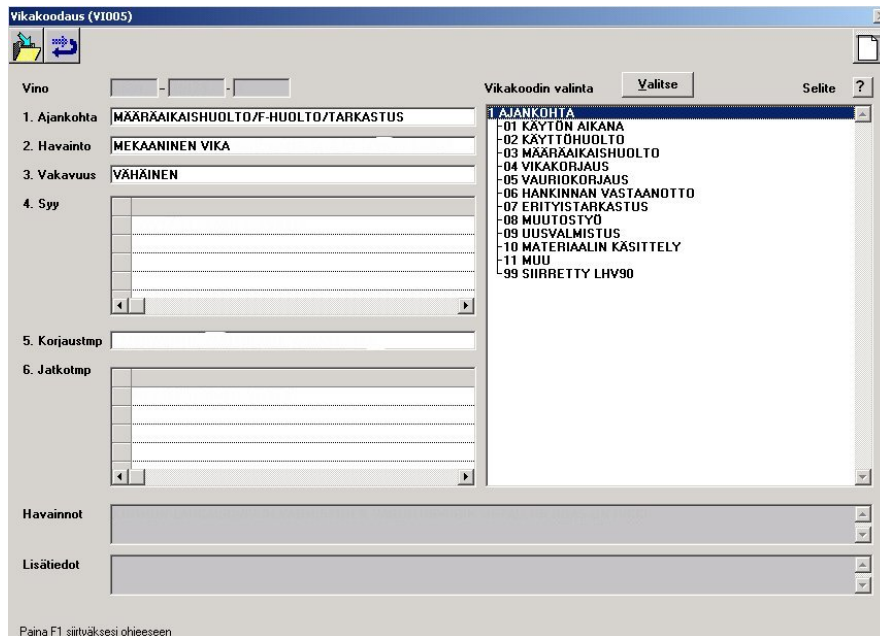 Vikakoodaus (VI005)
Vino - -
Vikakoodin valinta Valitse Selite ?
1. Ajankohta MÄÄRÄAIKAISHUOLTO/F-HUOLTO/TARKASTUS
2. Havainto MEKAANINEN VIKA
3. Vakavuus VÄHÄINEN
4. Syy
5. Korjaustmp
6. Jatkotmp
1 AJANKOHTA
01 KÄYTÖN AIKANA
02 KÄYTTÖHUOLTO
03 MÄÄRÄAIKAISHUOLTO
04 VIKAKORJAUS
05 VAURIOKORJAUS
06 HANKINNAN VASTAANOTTO
07 ERITYISTARKASTUS
08 MUUTOSTYÖ
09 UUSVALMISTUS
10 MATERIAALIN KÄSITTELY
11 MUU
99 SIIRRETTY LHV90
Havainnot
Lisätiedot
Paina F1 siirtyäksesi ohjeeseen